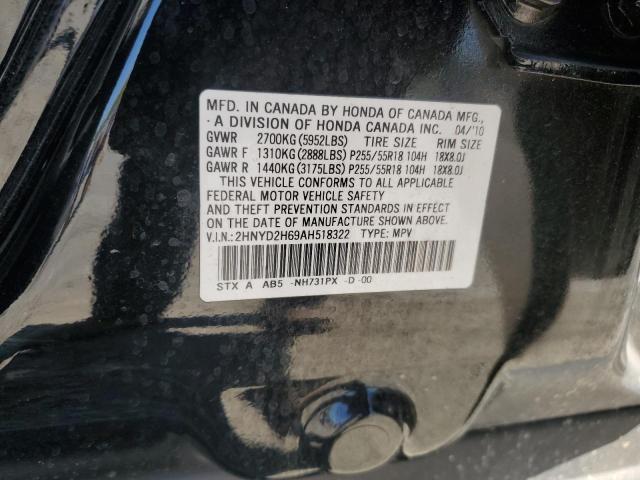 MFD. IN CANADA BY HONDA OF CANADA MFG.,
A DIVISION OF HONDA CANADA INC. 04/'10
GVWR 2700KG(5952LBS) TIRE SIZE RIM SIZE
GAWR F 1310KG(2888LBS) P255/55R18 104H 18X8.0J
GAWR R 1440KG(3175LBS) P255/55R18 104H 18X8.0J
THIS VEHICLE CONFORMS TO ALL APPLICABLE
FEDERAL MOTOR VEHICLE SAFETY
AND THEFT PREVENTION STANDARDS IN EFFECT
ON THE DATE OF MANUFACTURE SHOWN ABOVE.
V.I.N.:2HNYD2H69AH518322 TYPE: MPV
STX A AB5 -NH731PX -D-00